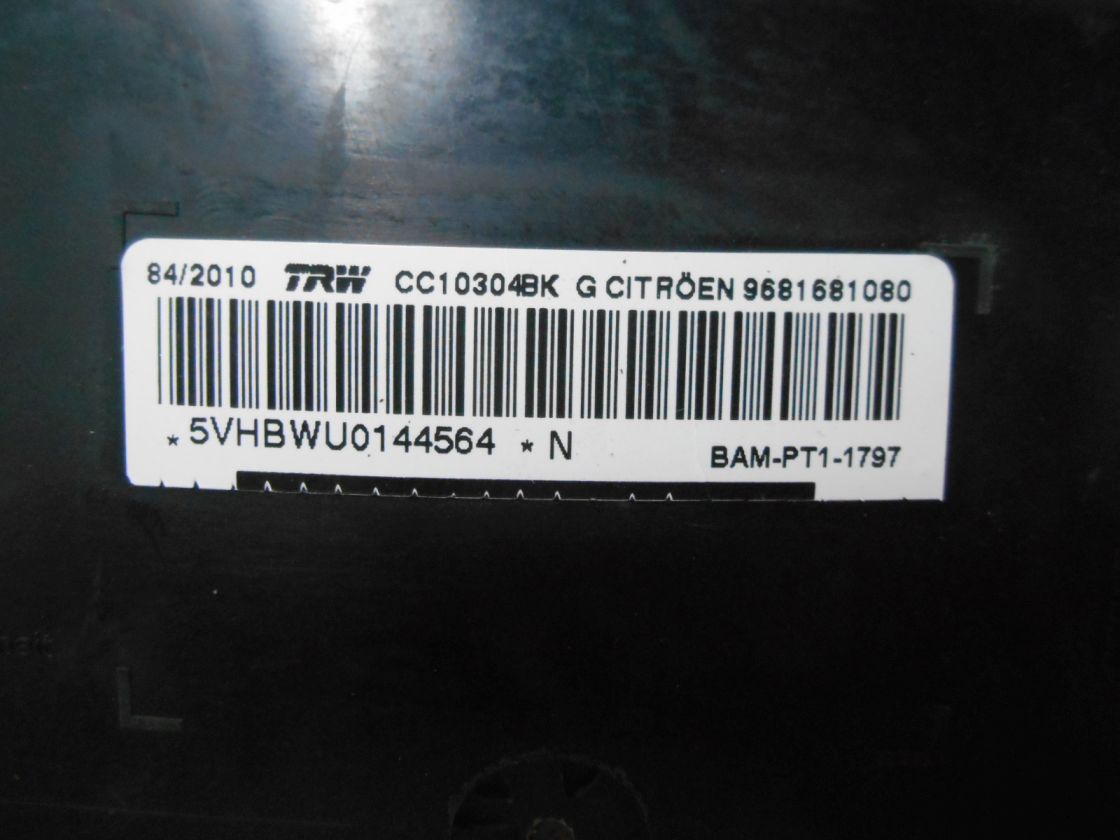 84/2010 TRW CC10304BK G CITRÖEN 9681681080
*5VHBWU0144564 *N
BAM-PT1-1797